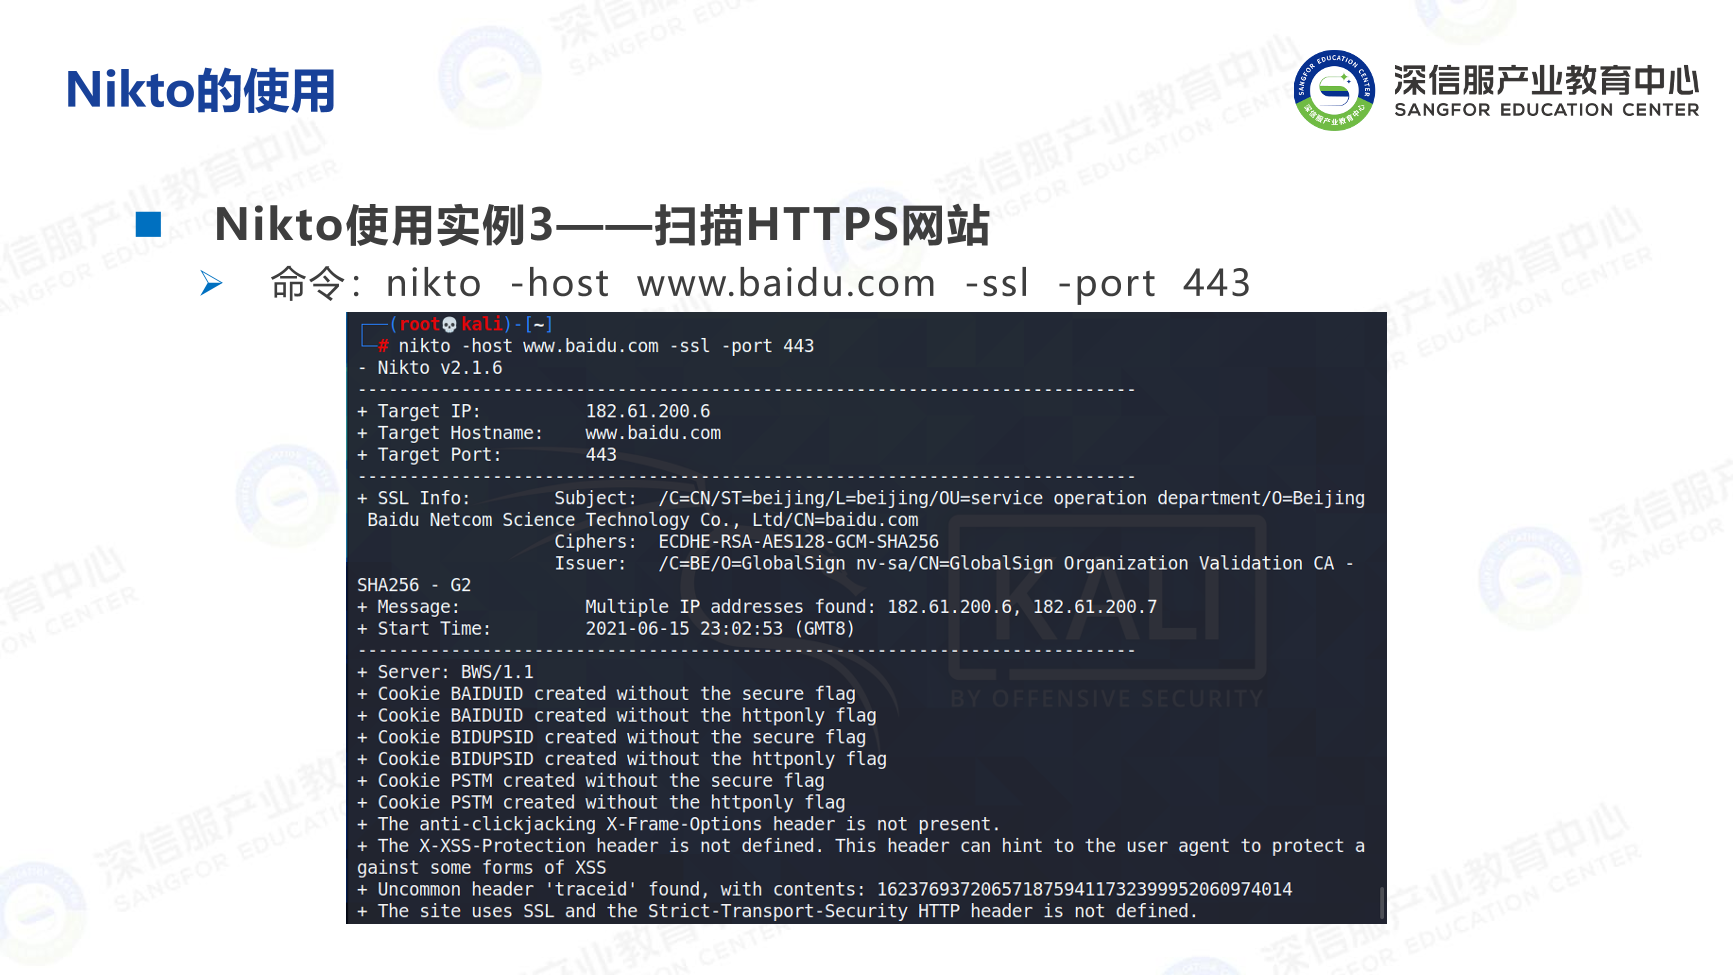 Nikto的使用
深信服产业教育中心
SANGFOR EDUCATION CENTER
Nikto使用实例3——扫描HTTPS网站
命令：nikto -host www.baidu.com -ssl -port 443
(root💀kali)-[~]
# nikto -host www.baidu.com -ssl -port 443
- Nikto v2.1.6
---------------------------------------------------------------------------
+ Target IP:          182.61.200.6
+ Target Hostname:    www.baidu.com
+ Target Port:        443
---------------------------------------------------------------------------
+ SSL Info:        Subject:  /C=CN/ST=beijing/L=beijing/OU=service operation department/O=Beijing
Baidu Netcom Science Technology Co., Ltd/CN=baidu.com
Ciphers:  ECDHE-RSA-AES128-GCM-SHA256
Issuer:   /C=BE/O=GlobalSign nv-sa/CN=GlobalSign Organization Validation CA -
SHA256 - G2
+ Message:            Multiple IP addresses found: 182.61.200.6, 182.61.200.7
+ Start Time:         2021-06-15 23:02:53 (GMT8)
---------------------------------------------------------------------------
+ Server: BWS/1.1
+ Cookie BAIDUID created without the secure flag
+ Cookie BAIDUID created without the httponly flag
+ Cookie BIDUPSID created without the secure flag
+ Cookie BIDUPSID created without the httponly flag
+ Cookie PSTM created without the secure flag
+ Cookie PSTM created without the httponly flag
+ The anti-clickjacking X-Frame-Options header is not present.
+ The X-XSS-Protection header is not defined. This header can hint to the user agent to protect a
gainst some forms of XSS
+ Uncommon header 'traceid' found, with contents: 1623769372065718759411732399952060974014
+ The site uses SSL and the Strict-Transport-Security HTTP header is not defined.
KALI
BY OFFENSIVE SECURITY